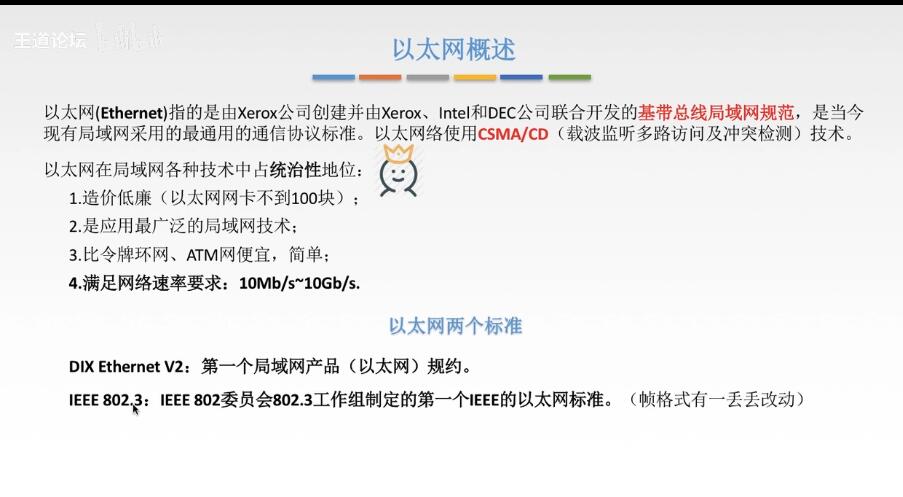 王道论坛
以太网概述
以太网(Ethernet)指的是由Xerox公司创建并由Xerox、Intel和DEC公司联合开发的基带总线局域网规范，是当今
现有局域网采用的最通用的通信协议标准。以太网络使用CSMA/CD（载波监听多路访问及冲突检测）技术。
以太网在局域网各种技术中占统治性地位：
1.造价低廉（以太网网卡不到100块）；
2.是应用最广泛的局域网技术；
3.比令牌环网、ATM网便宜，简单；
4.满足网络速率要求：10Mb/s~10Gb/s.
以太网两个标准
DIX Ethernet V2：第一个局域网产品（以太网）规约。
IEEE 802.3：IEEE 802委员会802.3工作组制定的第一个IEEE的以太网标准。（帧格式有一丢丢改动）